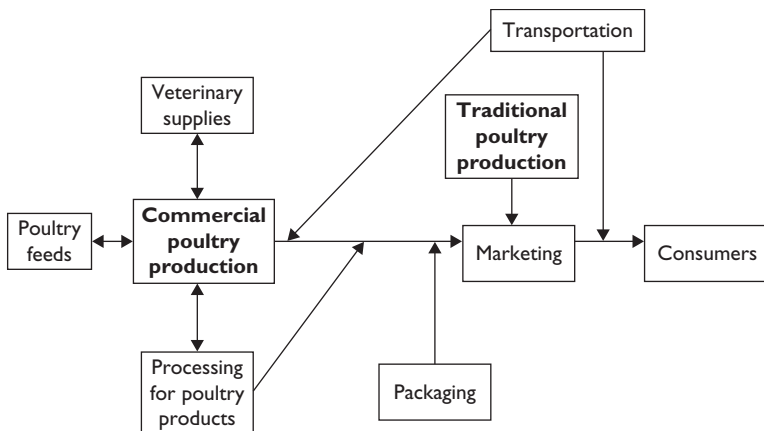 Transportation
Veterinary
supplies
Traditional
poultry
production
Poultry
feeds
Commercial
poultry
production
Marketing
Consumers
Processing
for poultry
products
Packaging